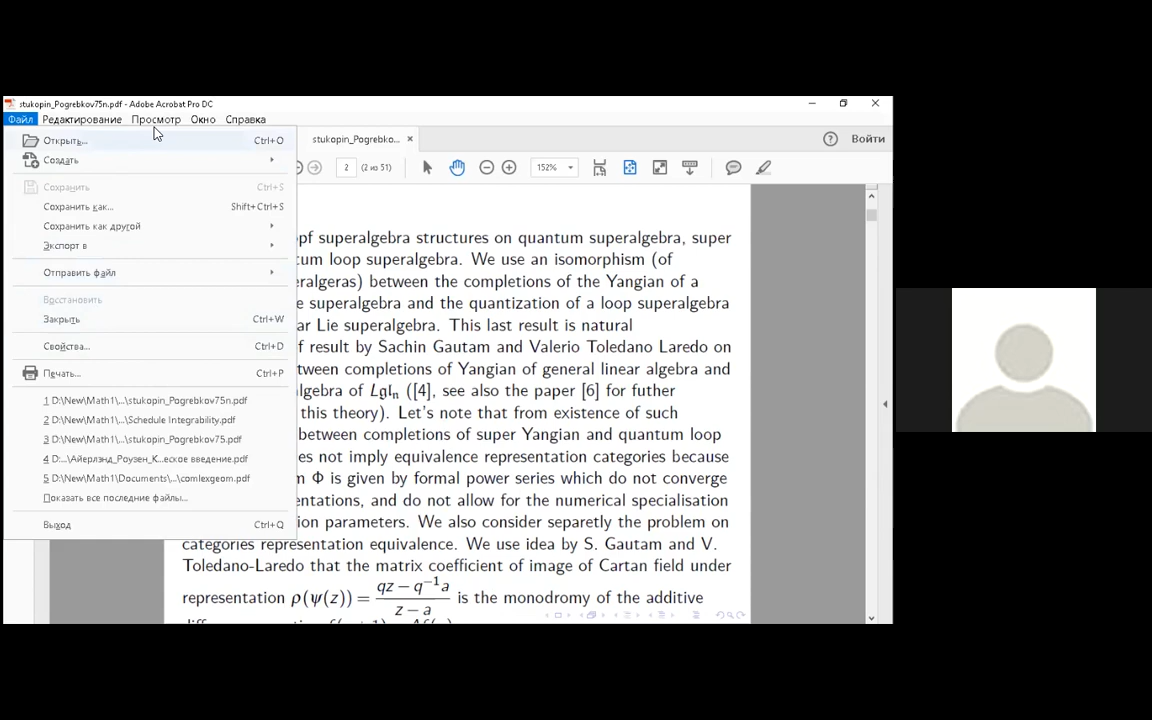 stukopin_Pogrebkov75n.pdf - Adobe Acrobat Pro DC
Файл Редактирование Просмотр Окно Справка
Открыть... Ctrl+O
Создать
Сохранить Ctrl+S
Сохранить как... Shift+Ctrl+S
Сохранить как другой
Экспорт в
Отправить файл
Восстановить
Закрыть Ctrl+W
Свойства... Ctrl+D
Печать... Ctrl+P
1 D:\New\Math1\...\stukopin_Pogrebkov75n.pdf
2 D:\New\Math1\...\Schedule Integrability.pdf
3 D:\New\Math1\...\stukopin_Pogrebkov75.pdf
4 D:...\Айерлэнд_Роузен_К...еское введение.pdf
5 D:\New\Math1\Documents\...\comlexgeom.pdf
Показать все последние файлы...
Выход Ctrl+Q
stukopin_Pogrebko... × Войти
2 (2 из 51) 152%
pf superalgebra structures on quantum superalgebra, super
um loop superalgebra. We use an isomorphism (of
eralgeras) between the completions of the Yangian of a
e superalgebra and the quantization of a loop superalgebra
ar Lie superalgebra. This last result is natural
f result by Sachin Gautam and Valerio Toledano Laredo on
tween completions of Yangian of general linear algebra and
lgebra of L𝔤𝔩ₙ ([4], see also the paper [6] for futher
this theory). Let's note that from existence of such
between completions of super Yangian and quantum loop
es not imply equivalence representation categories because
m Φ is given by formal power series which do not converge
entations, and do not allow for the numerical specialisation
ion parameters. We also consider separetly the problem on
categories representation equivalence. We use idea by S. Gautam and V.
Toledano-Laredo that the matrix coefficient of image of Cartan field under
representation ρ(ψ(z)) = (qz − q⁻¹a)/(z − a) is the monodromy of the additive